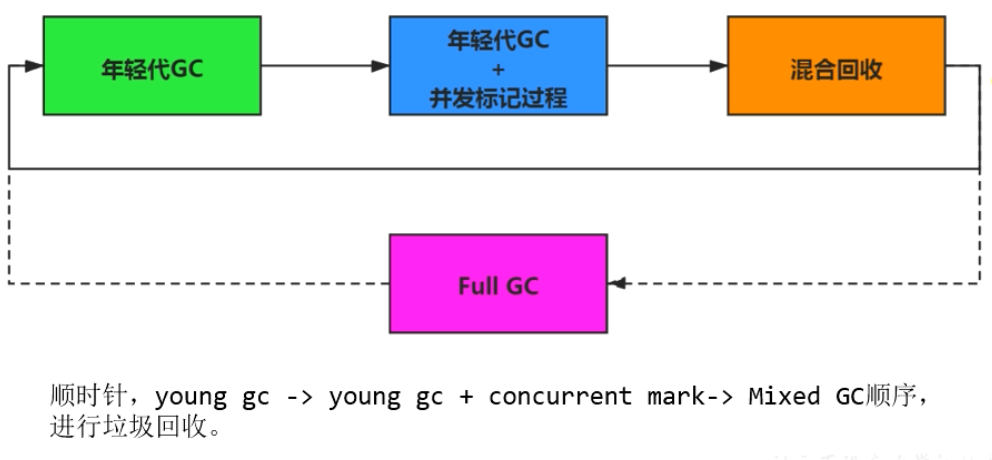 年轻代GC
年轻代GC
+
并发标记过程
混合回收
Full GC
顺时针，young gc -> young gc + concurrent mark-> Mixed GC顺序，
进行垃圾回收。